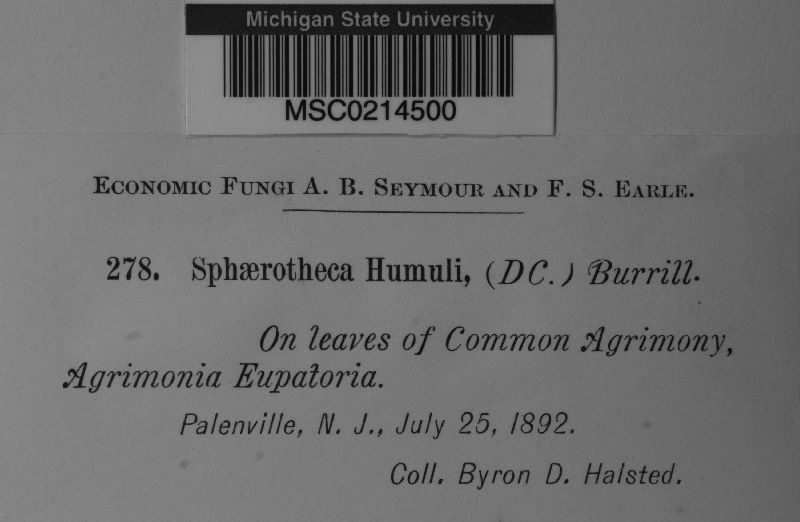 Michigan State University
MSC0214500
Economic Fungi A. B. Seymour and F. S. Earle.
278. Sphærotheca Humuli, (DC.) Burrill.
On leaves of Common Agrimony,
Agrimonia Eupatoria.
Palenville, N. J., July 25, 1892.
Coll. Byron D. Halsted.